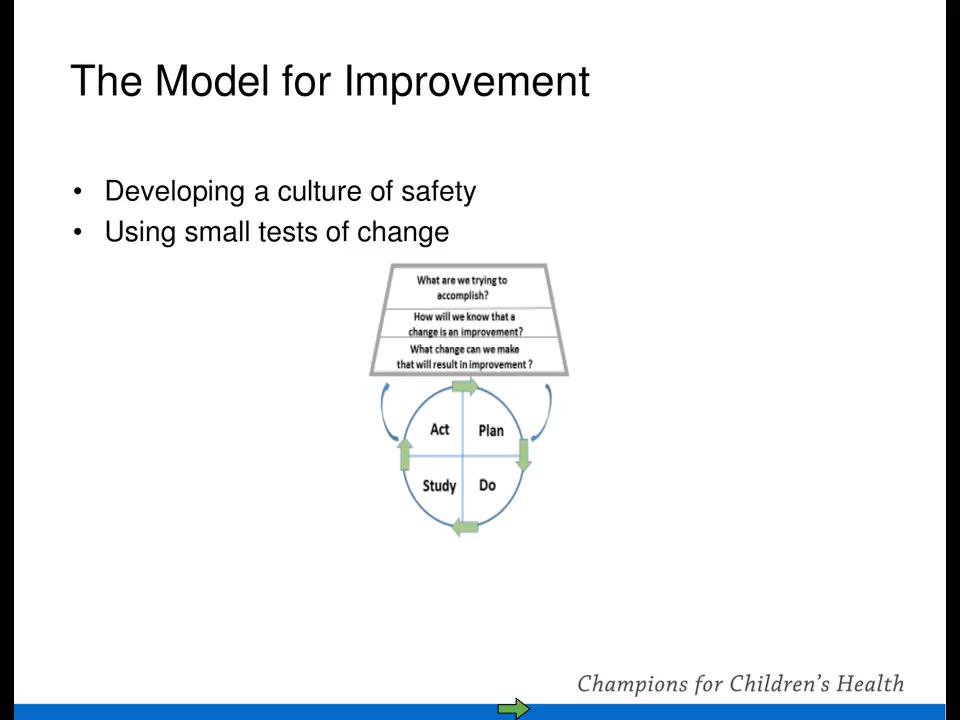 The Model for Improvement
• Developing a culture of safety
• Using small tests of change
What are we trying to
accomplish?
How will we know that a
change is an improvement?
What change can we make
that will result in improvement ?
Act
Plan
Study
Do
Champions for Children's Health